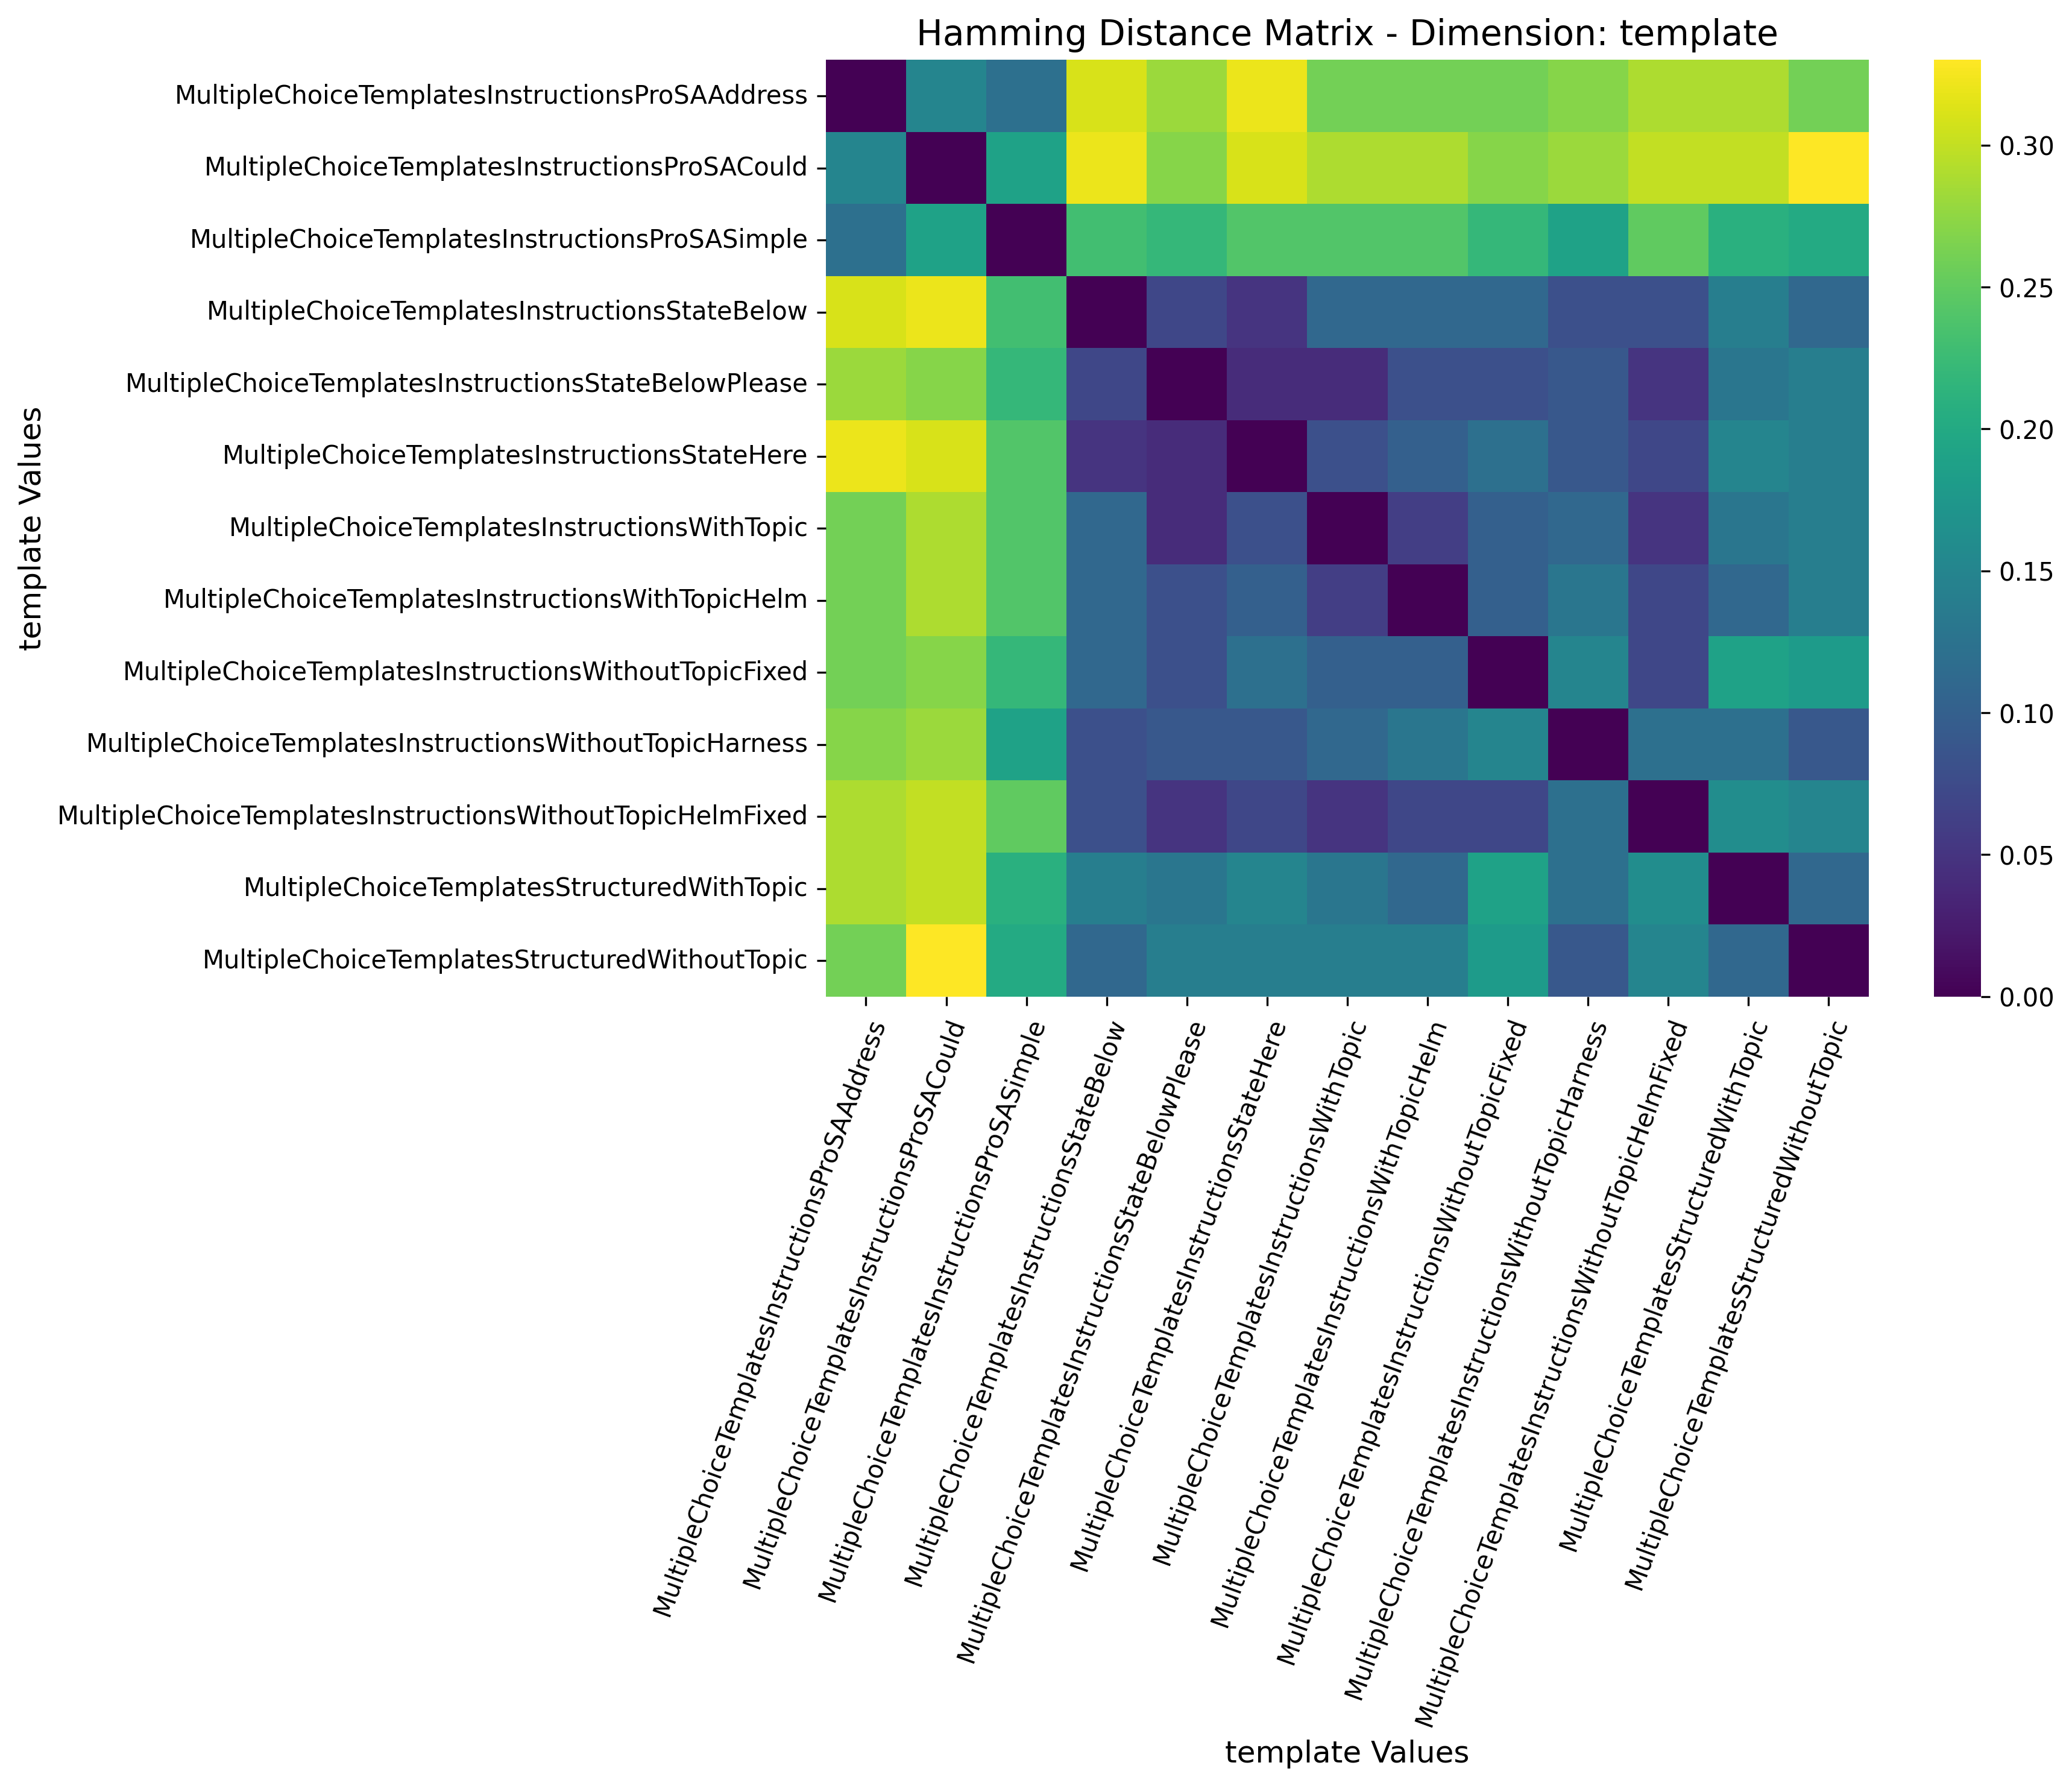 Hamming Distance Matrix - Dimension: template
template Values
MultipleChoiceTemplatesInstructionsProSAAddress
MultipleChoiceTemplatesInstructionsProSACould
MultipleChoiceTemplatesInstructionsProSASimple
MultipleChoiceTemplatesInstructionsStateBelow
MultipleChoiceTemplatesInstructionsStateBelowPlease
MultipleChoiceTemplatesInstructionsStateHere
MultipleChoiceTemplatesInstructionsWithTopic
MultipleChoiceTemplatesInstructionsWithTopicHelm
MultipleChoiceTemplatesInstructionsWithoutTopicFixed
MultipleChoiceTemplatesInstructionsWithoutTopicHarness
MultipleChoiceTemplatesInstructionsWithoutTopicHelmFixed
MultipleChoiceTemplatesStructuredWithTopic
MultipleChoiceTemplatesStructuredWithoutTopic
0.30
0.25
0.20
0.15
0.10
0.05
0.00
MultipleChoiceTemplatesInstructionsProSAAddress
MultipleChoiceTemplatesInstructionsProSACould
MultipleChoiceTemplatesInstructionsProSASimple
MultipleChoiceTemplatesInstructionsStateBelow
MultipleChoiceTemplatesInstructionsStateBelowPlease
MultipleChoiceTemplatesInstructionsStateHere
MultipleChoiceTemplatesInstructionsWithTopic
MultipleChoiceTemplatesInstructionsWithTopicHelm
MultipleChoiceTemplatesInstructionsWithoutTopicFixed
MultipleChoiceTemplatesInstructionsWithoutTopicHarness
MultipleChoiceTemplatesInstructionsWithoutTopicHelmFixed
MultipleChoiceTemplatesStructuredWithTopic
MultipleChoiceTemplatesStructuredWithoutTopic
template Values